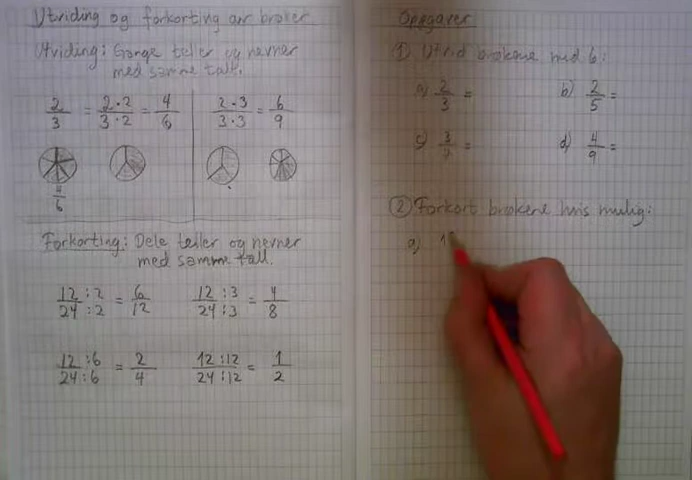 Utviding og forkorting av brøker
Utviding: Gange teller og nevner
med samme tall.
2/3 = 2·2/3·2 = 4/6
2·3/3·3 = 6/9
4/6
Forkorting: Dele teller og nevner
med samme tall.
12:2/24:2 = 6/12
12:3/24:3 = 4/8
12:6/24:6 = 2/4
12:12/24:12 = 1/2
Oppgaver
1) Utvid brøkene med 6:
a) 2/3 =
b) 2/5 =
c) 3/7 =
d) 4/9 =
2) Forkort brøkene hvis mulig:
a)